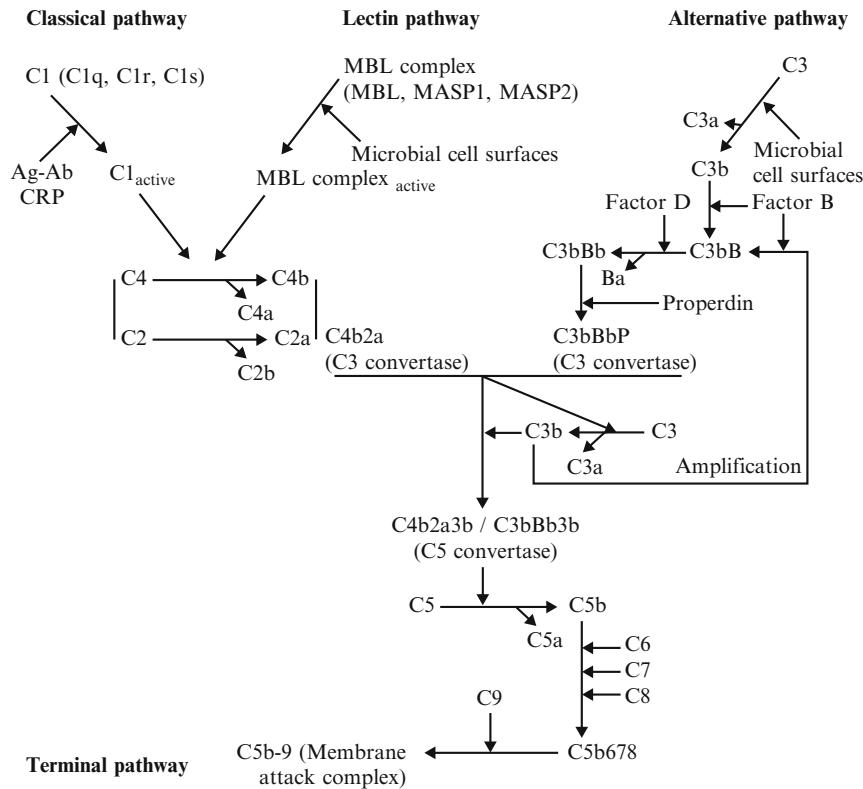 Classical pathway
Lectin pathway
Alternative pathway
C1 (C1q, C1r, C1s)
MBL complex
(MBL, MASP1, MASP2)
C3
C3a
Ag-Ab
CRP
C1active
Microbial cell surfaces
MBL complex active
C3b
Microbial
cell surfaces
Factor D
Factor B
C4
C4b
C4a
C3bBb
Ba
C3bB
Properdin
C2
C2a
C2b
C4b2a
(C3 convertase)
C3bBbP
(C3 convertase)
C3b
C3
C3a
Amplification
C4b2a3b / C3bBb3b
(C5 convertase)
C5
C5b
C5a
C6
C7
C8
C9
Terminal pathway
C5b-9 (Membrane
attack complex)
C5b678